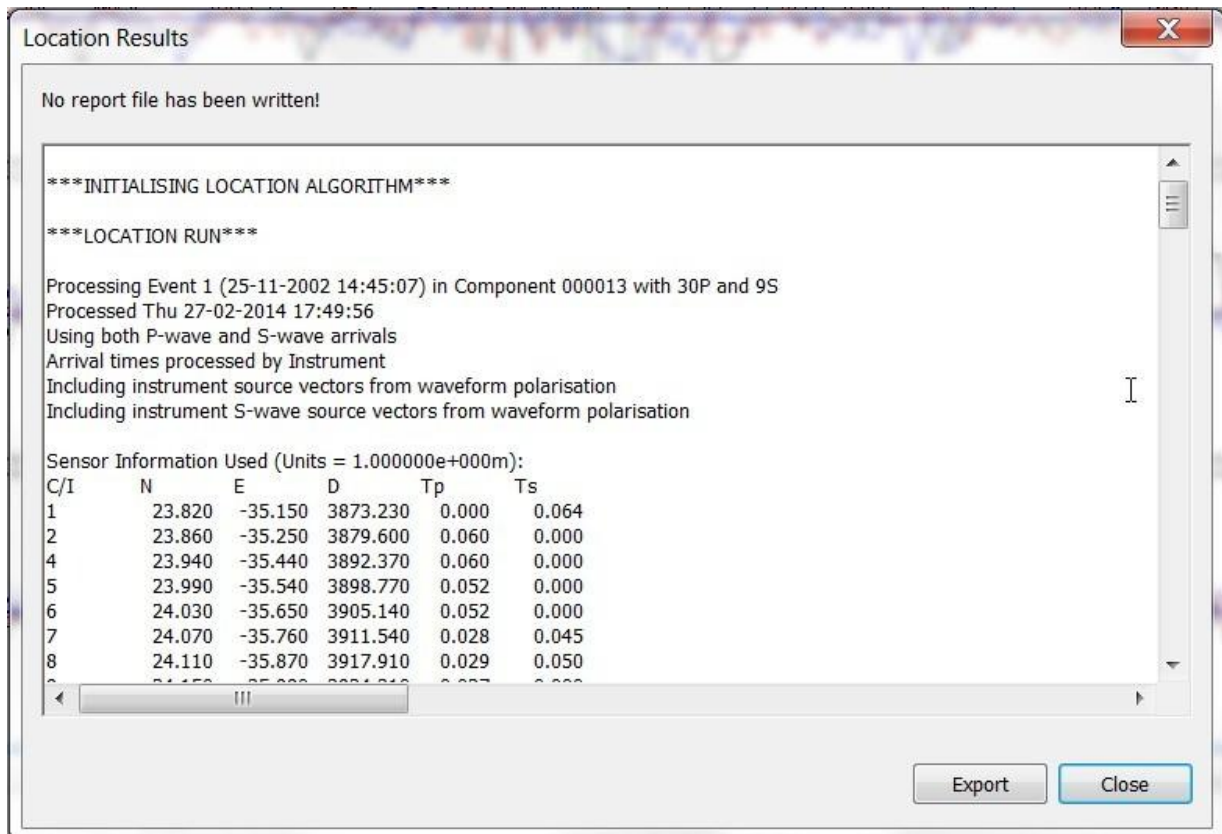 Location Results
No report file has been written!
***INITIALISING LOCATION ALGORITHM***
***LOCATION RUN***
Processing Event 1 (25-11-2002 14:45:07) in Component 000013 with 30P and 9S
Processed Thu 27-02-2014 17:49:56
Using both P-wave and S-wave arrivals
Arrival times processed by Instrument
Including instrument source vectors from waveform polarisation
Including instrument S-wave source vectors from waveform polarisation
Sensor Information Used (Units = 1.000000e+000m):
C/I N E D Tp Ts
1 23.820 -35.150 3873.230 0.000 0.064
2 23.860 -35.250 3879.600 0.060 0.000
4 23.940 -35.440 3892.370 0.060 0.000
5 23.990 -35.540 3898.770 0.052 0.000
6 24.030 -35.650 3905.140 0.052 0.000
7 24.070 -35.760 3911.540 0.028 0.045
8 24.110 -35.870 3917.910 0.029 0.050
Export Close